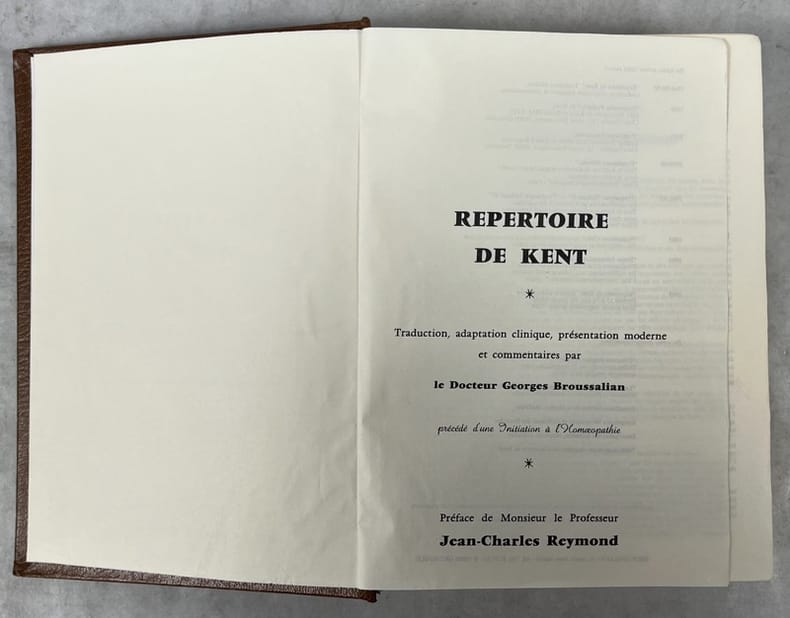 REPERTOIRE
DE KENT
*
Traduction, adaptation clinique, présentation moderne
et commentaires par
le Docteur Georges Broussalian
précédé d'une Initiation à l'Homœopathie
*
Préface de Monsieur le Professeur
Jean-Charles Reymond